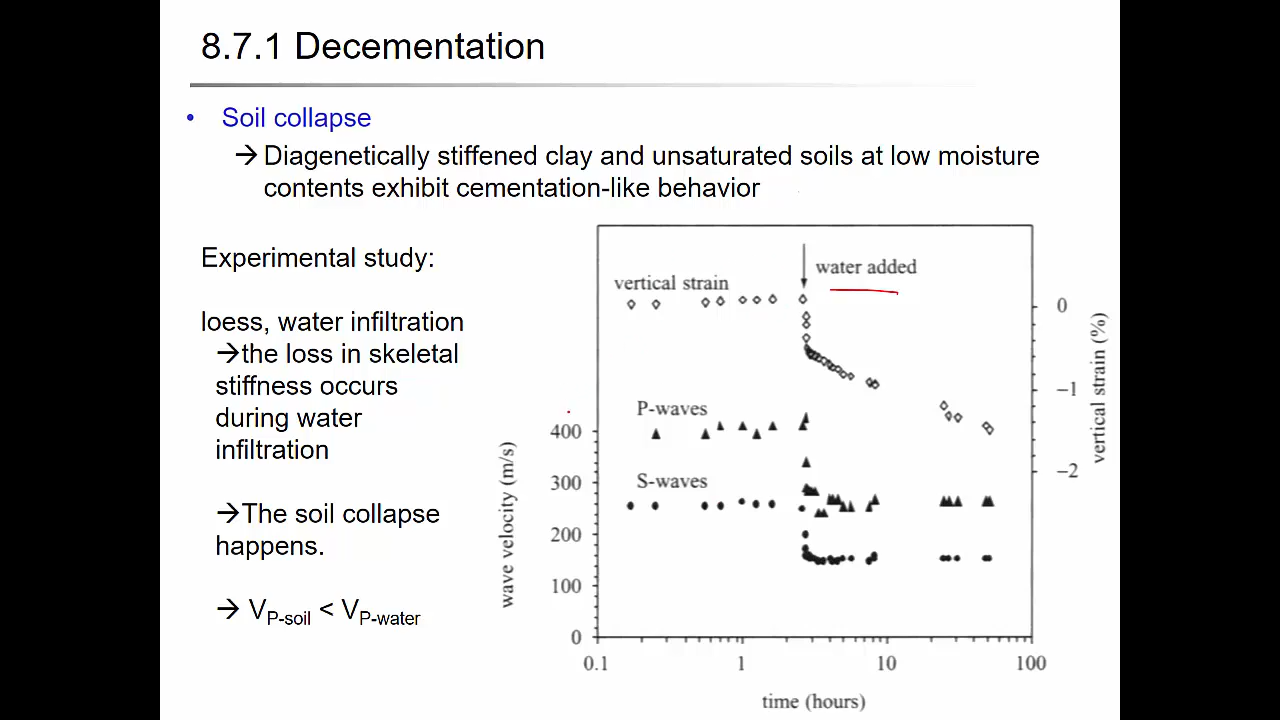 8.7.1 Decementation
• Soil collapse
→ Diagenetically stiffened clay and unsaturated soils at low moisture
contents exhibit cementation-like behavior
Experimental study:
loess, water infiltration
→the loss in skeletal
stiffness occurs
during water
infiltration
→The soil collapse
happens.
→ VP-soil < VP-water
water added
vertical strain
P-waves
S-waves
wave velocity (m/s)
400
300
200
100
0
0
–1
–2
vertical strain (%)
0.1
1
10
100
time (hours)